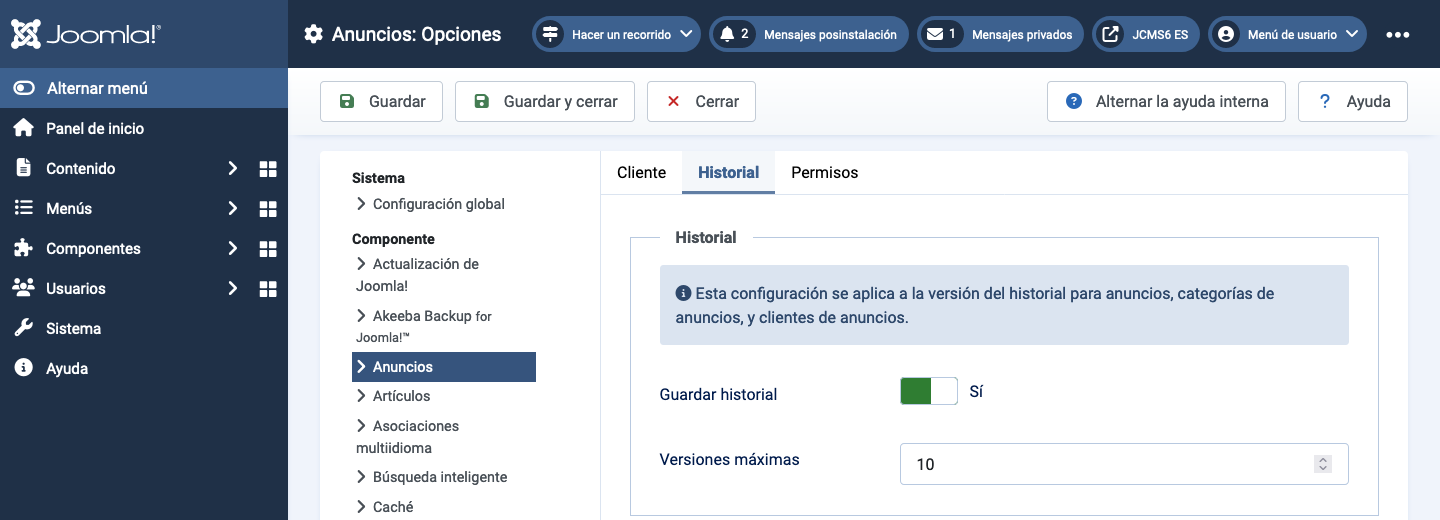 Joomla!®
Anuncios: Opciones
Hacer un recorrido
2 Mensajes posinstalación
1 Mensajes privados
JCMS6 ES
Menú de usuario
Alternar menú
Panel de inicio
Contenido
Menús
Componentes
Usuarios
Sistema
Ayuda
Guardar
Guardar y cerrar
Cerrar
Alternar la ayuda interna
? Ayuda
Sistema
Configuración global
Componente
Actualización de
Joomla!
Akeeba Backup for
Joomla!™
Anuncios
Artículos
Asociaciones
multiidioma
Búsqueda inteligente
Caché
Cliente
Historial
Permisos
Historial
Esta configuración se aplica a la versión del historial para anuncios, categorías de
anuncios, y clientes de anuncios.
Guardar historial
Sí
Versiones máximas
10